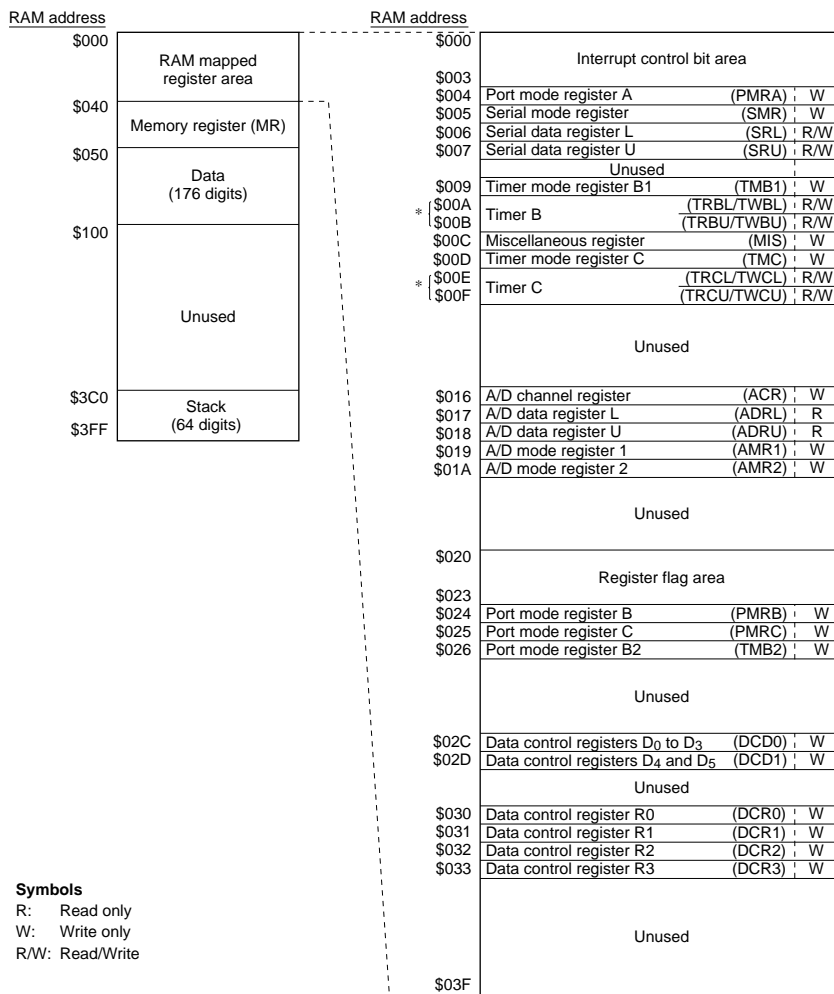 RAM address
$000
RAM mapped
register area
$040
Memory register (MR)
$050
Data
(176 digits)
$100
Unused
$3C0
Stack
(64 digits)
$3FF
RAM address
$000
Interrupt control bit area
$003
$004 Port mode register A (PMRA) W
$005 Serial mode register (SMR) W
$006 Serial data register L (SRL) R/W
$007 Serial data register U (SRU) R/W
Unused
$009 Timer mode register B1 (TMB1) W
* $00A Timer B (TRBL/TWBL) R/W
$00B (TRBU/TWBU) R/W
$00C Miscellaneous register (MIS) W
$00D Timer mode register C (TMC) W
* $00E Timer C (TRCL/TWCL) R/W
$00F (TRCU/TWCU) R/W
Unused
$016 A/D channel register (ACR) W
$017 A/D data register L (ADRL) R
$018 A/D data register U (ADRU) R
$019 A/D mode register 1 (AMR1) W
$01A A/D mode register 2 (AMR2) W
Unused
$020
Register flag area
$023
$024 Port mode register B (PMRB) W
$025 Port mode register C (PMRC) W
$026 Port mode register B2 (TMB2) W
Unused
$02C Data control registers D0 to D3 (DCD0) W
$02D Data control registers D4 and D5 (DCD1) W
Unused
$030 Data control register R0 (DCR0) W
$031 Data control register R1 (DCR1) W
$032 Data control register R2 (DCR2) W
$033 Data control register R3 (DCR3) W
Unused
$03F
Symbols
R: Read only
W: Write only
R/W: Read/Write